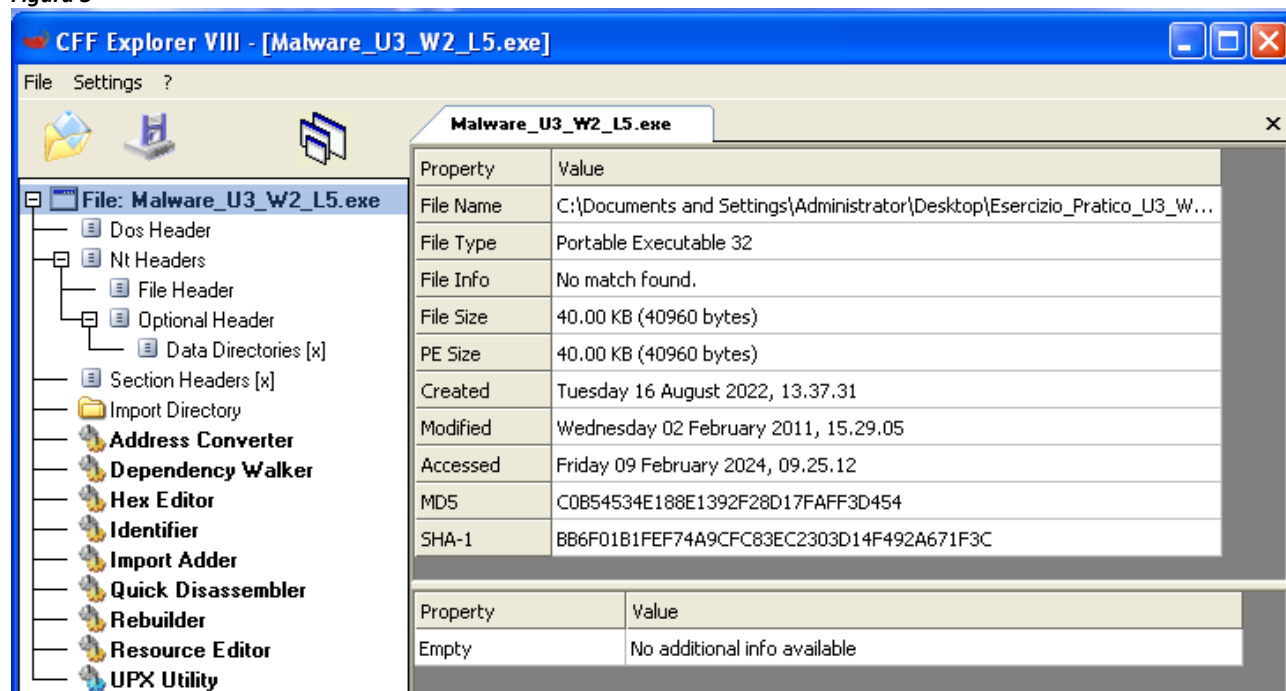 CFF Explorer VIII - [Malware_U3_W2_L5.exe]
File Settings ?
Malware_U3_W2_L5.exe
File: Malware_U3_W2_L5.exe
Dos Header
Nt Headers
File Header
Optional Header
Data Directories [x]
Section Headers [x]
Import Directory
Address Converter
Dependency Walker
Hex Editor
Identifier
Import Adder
Quick Disassembler
Rebuilder
Resource Editor
UPX Utility
Property Value
File Name C:\Documents and Settings\Administrator\Desktop\Esercizio_Pratico_U3_W...
File Type Portable Executable 32
File Info No match found.
File Size 40.00 KB (40960 bytes)
PE Size 40.00 KB (40960 bytes)
Created Tuesday 16 August 2022, 13.37.31
Modified Wednesday 02 February 2011, 15.29.05
Accessed Friday 09 February 2024, 09.25.12
MD5 C0B54534E188E1392F28D17FAFF3D454
SHA-1 BB6F01B1FEF74A9CFC83EC2303D14F492A671F3C
Property Value
Empty No additional info available